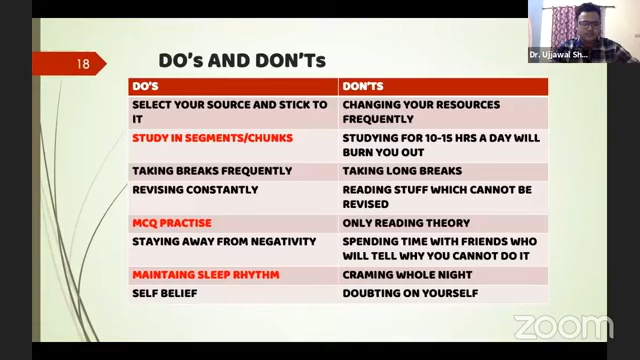 18
DO's AND DON'Ts
DO'S
DON'TS
SELECT YOUR SOURCE AND STICK TO
IT
CHANGING YOUR RESOURCES
FREQUENTLY
STUDY IN SEGMENTS/CHUNKS
STUDYING FOR 10-15 HRS A DAY WILL
BURN YOU OUT
TAKING BREAKS FREQUENTLY
TAKING LONG BREAKS
REVISING CONSTANTLY
READING STUFF WHICH CANNOT BE
REVISED
MCQ PRACTISE
ONLY READING THEORY
STAYING AWAY FROM NEGATIVITY
SPENDING TIME WITH FRIENDS WHO
WILL TELL WHY YOU CANNOT DO IT
MAINTAING SLEEP RHYTHM
CRAMING WHOLE NIGHT
SELF BELIEF
DOUBTING ON YOURSELF
Dr. Ujjawal Sh...
zoom